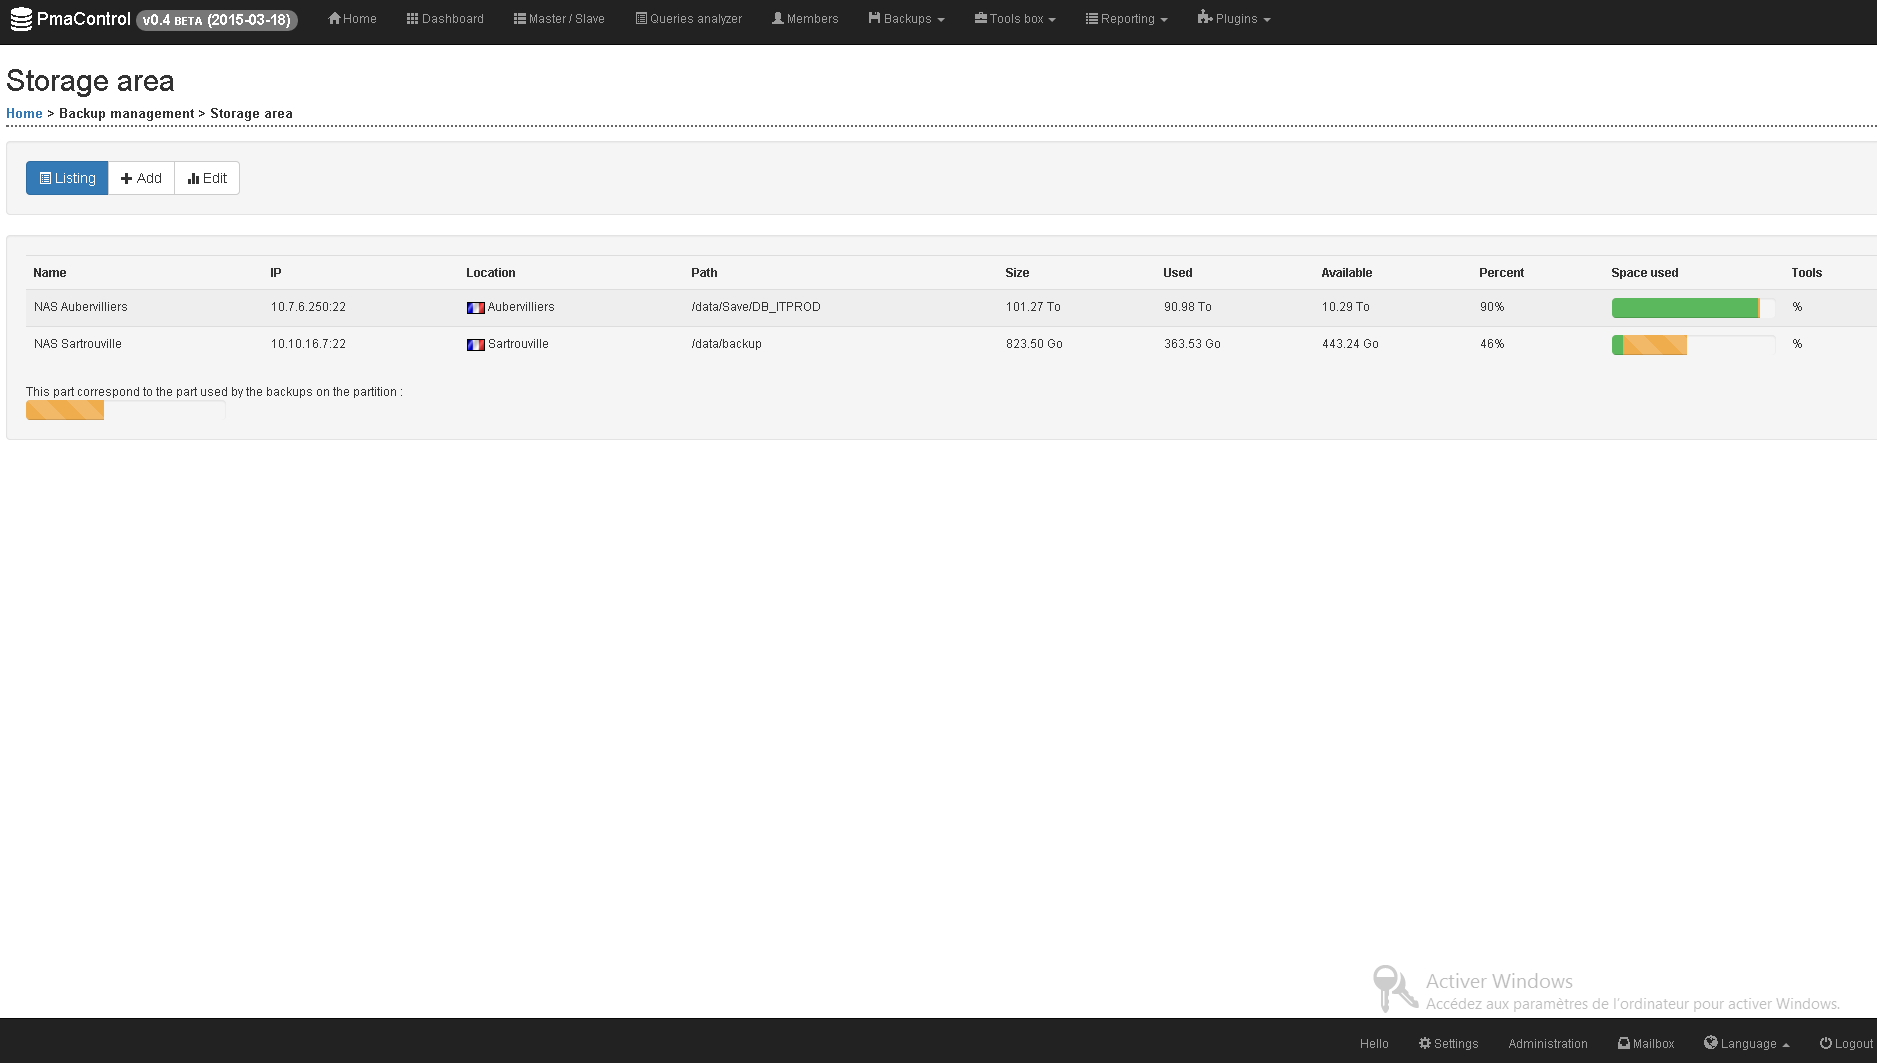 PmaControl v0.4 BETA (2015-03-18) Home Dashboard Master / Slave Queries analyzer Members Backups Tools box Reporting Plugins
Storage area
Home > Backup management > Storage area
Listing Add Edit
Name IP Location Path Size Used Available Percent Space used Tools
NAS Aubervilliers 10.7.6.250:22 Aubervilliers /data/Save/DB_ITPROD 101.27 To 90.98 To 10.29 To 90% %
NAS Sartrouville 10.10.16.7:22 Sartrouville /data/backup 823.50 Go 363.53 Go 443.24 Go 46% %
This part correspond to the part used by the backups on the partition :
Activer Windows
Accédez aux paramètres de l'ordinateur pour activer Windows.
Hello Settings Administration Mailbox Language Logout